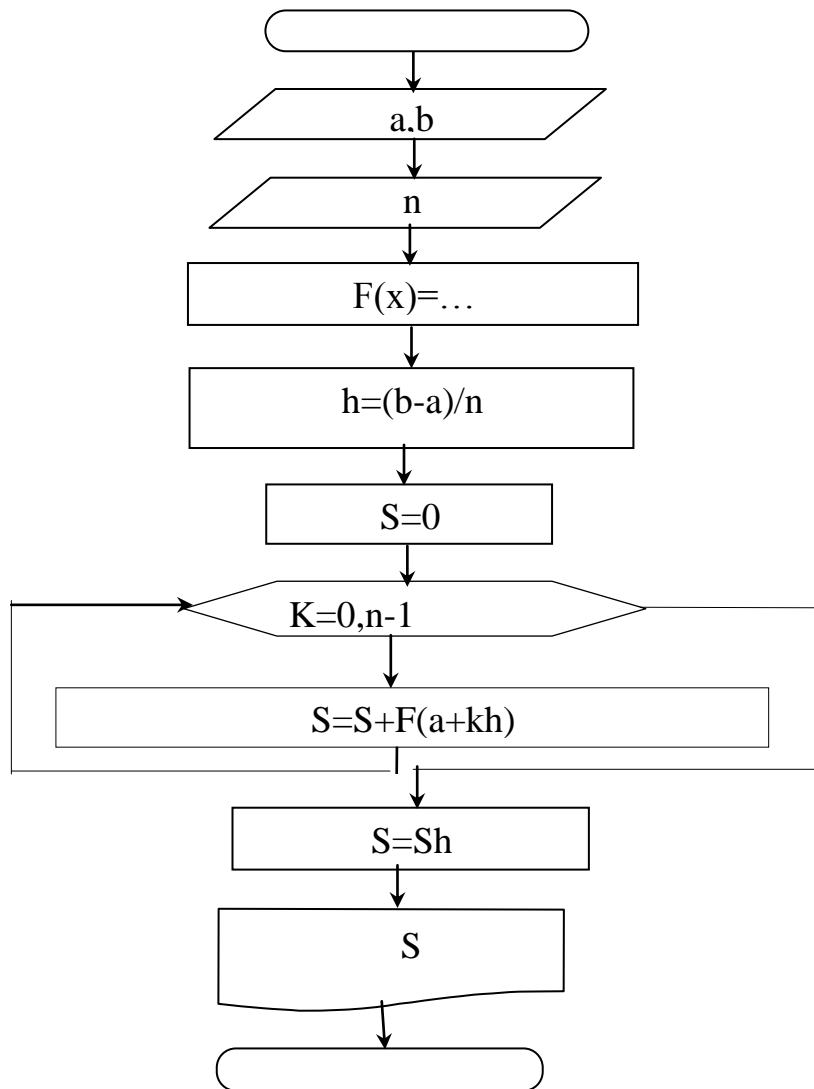 a,b
n
F(x)=…
h=(b-a)/n
S=0
K=0,n-1
S=S+F(a+kh)
S=Sh
S